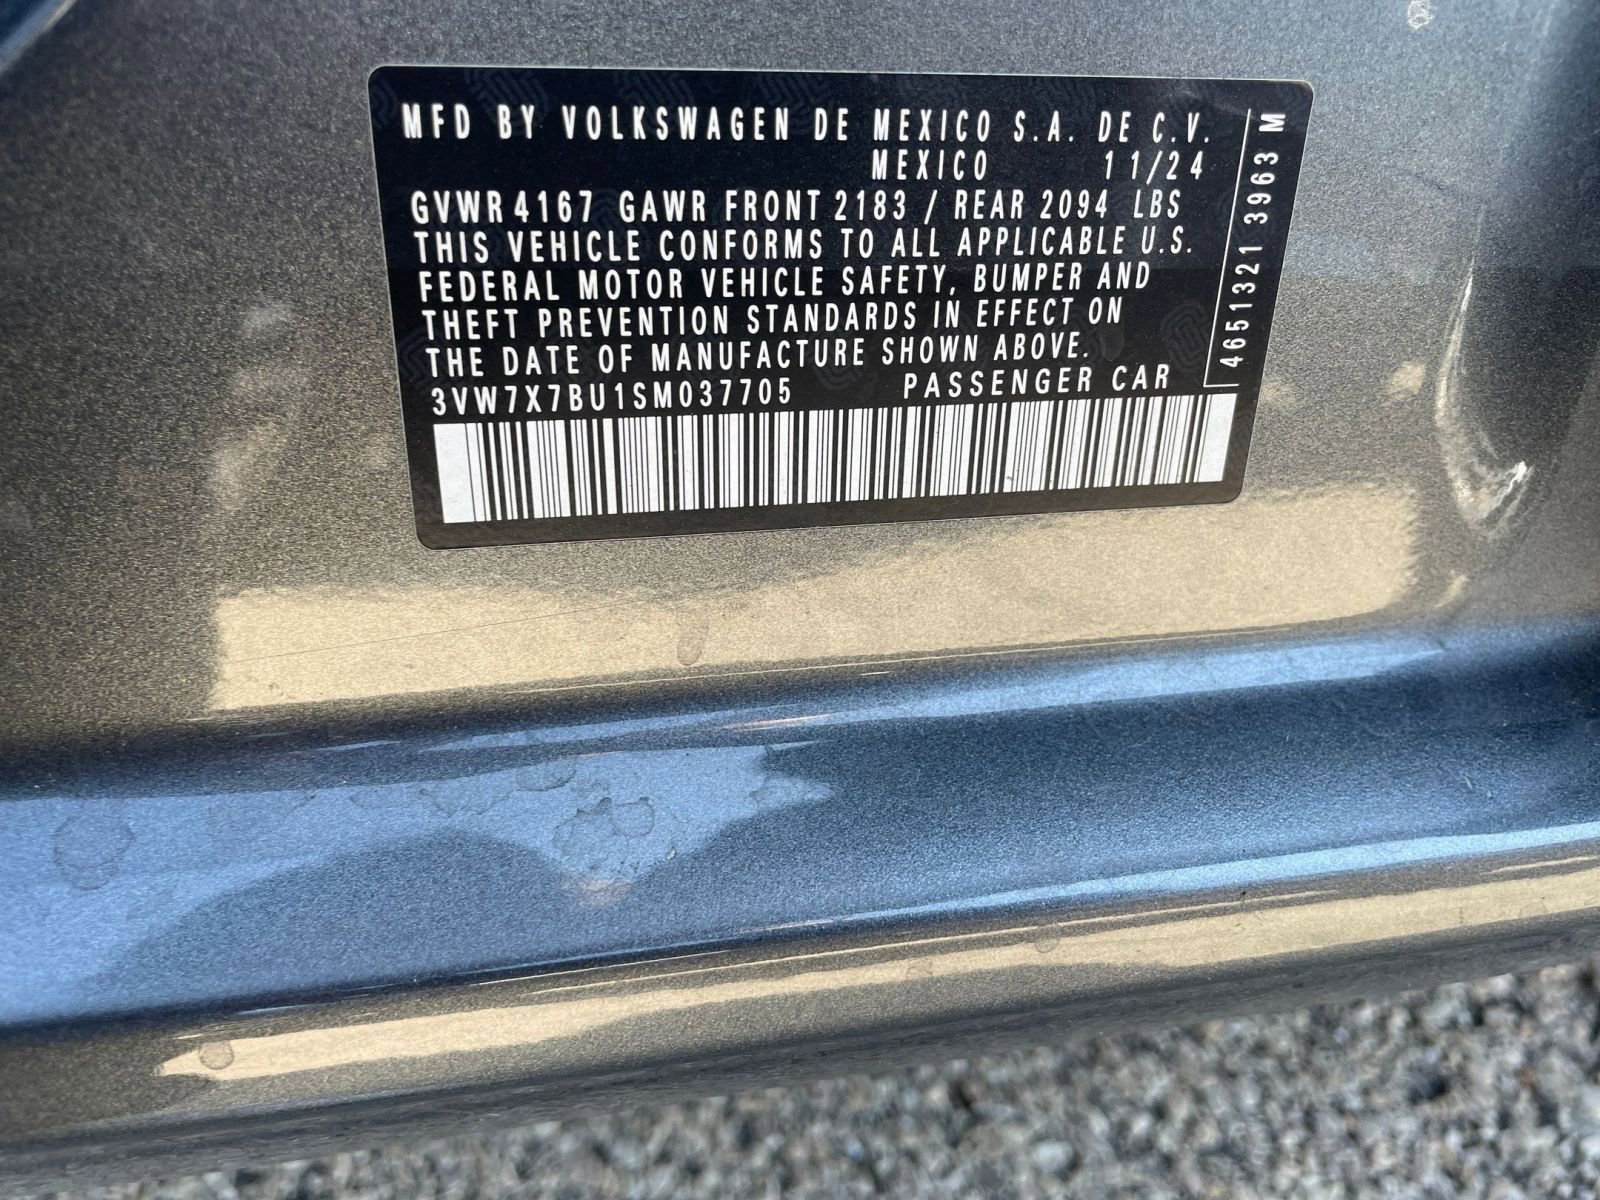 MFD BY VOLKSWAGEN DE MEXICO S.A. DE C.V.
MEXICO 11/24
GVWR 4167 GAWR FRONT 2183 / REAR 2094 LBS
THIS VEHICLE CONFORMS TO ALL APPLICABLE U.S.
FEDERAL MOTOR VEHICLE SAFETY, BUMPER AND
THEFT PREVENTION STANDARDS IN EFFECT ON
THE DATE OF MANUFACTURE SHOWN ABOVE.
3VW7X7BU1SM037705 PASSENGER CAR
4651321 3963 M